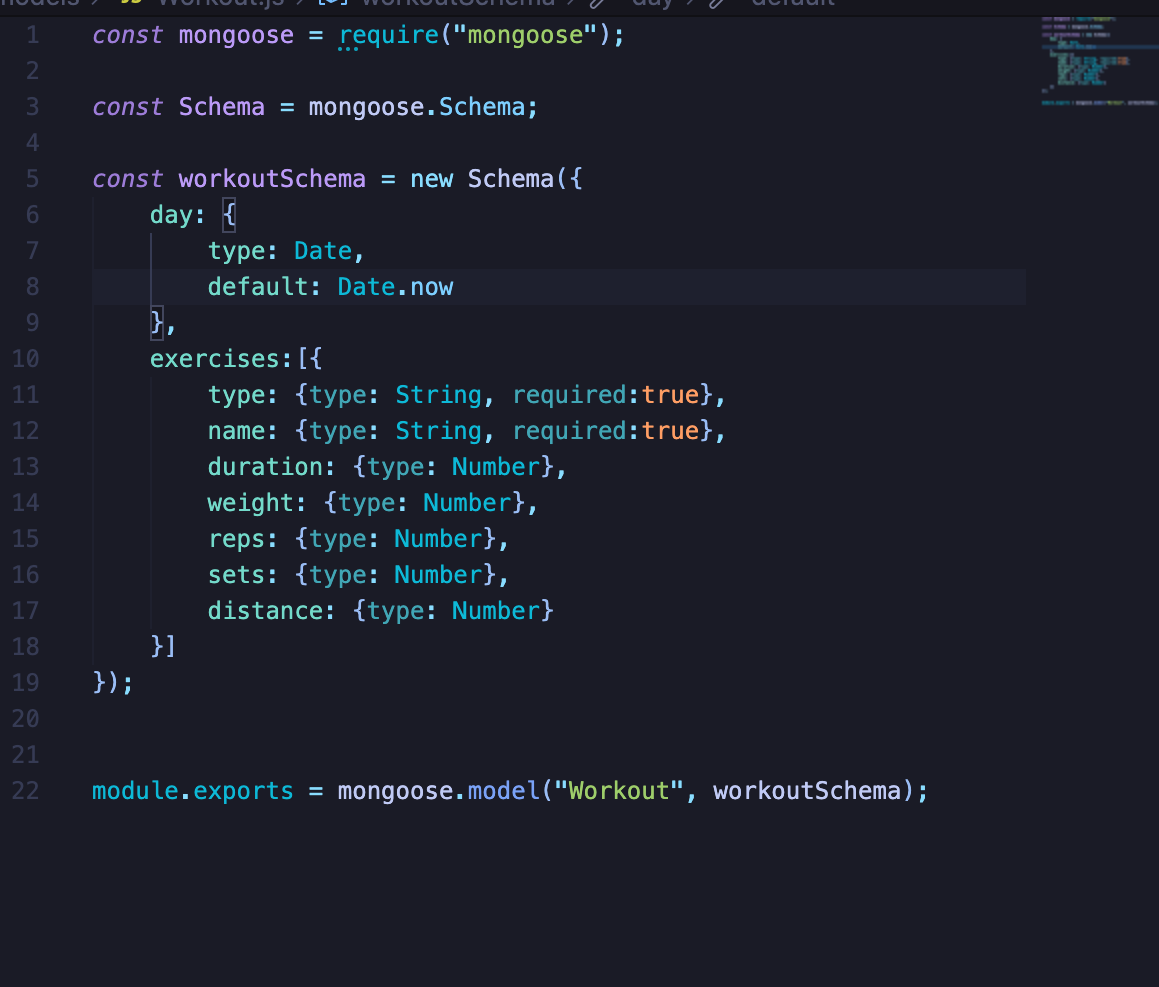 models > JS Workout.js > workoutSchema > day > default
1 const mongoose = require("mongoose");
2
3 const Schema = mongoose.Schema;
4
5 const workoutSchema = new Schema({
6     day: {
7         type: Date,
8         default: Date.now
9     },
10     exercises:[{
11         type: {type: String, required:true},
12         name: {type: String, required:true},
13         duration: {type: Number},
14         weight: {type: Number},
15         reps: {type: Number},
16         sets: {type: Number},
17         distance: {type: Number}
18     }]
19 });
20
21
22 module.exports = mongoose.model("Workout", workoutSchema);